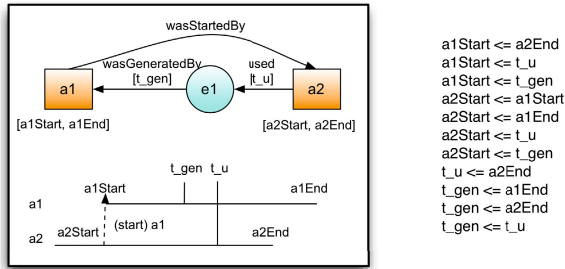 wasStartedBy
wasGeneratedBy
[t_gen]
used
[t_u]
a1
e1
a2
[a1Start, a1End]
[a2Start, a2End]
t_gen
t_u
a1Start
a1End
a1
a2Start
(start) a1
a2End
a2
a1Start <= a2End
a1Start <= t_u
a1Start <= t_gen
a2Start <= a1Start
a2Start <= a1End
a2Start <= t_u
a2Start <= t_gen
t_u <= a2End
t_gen <= a1End
t_gen <= a2End
t_gen <= t_u